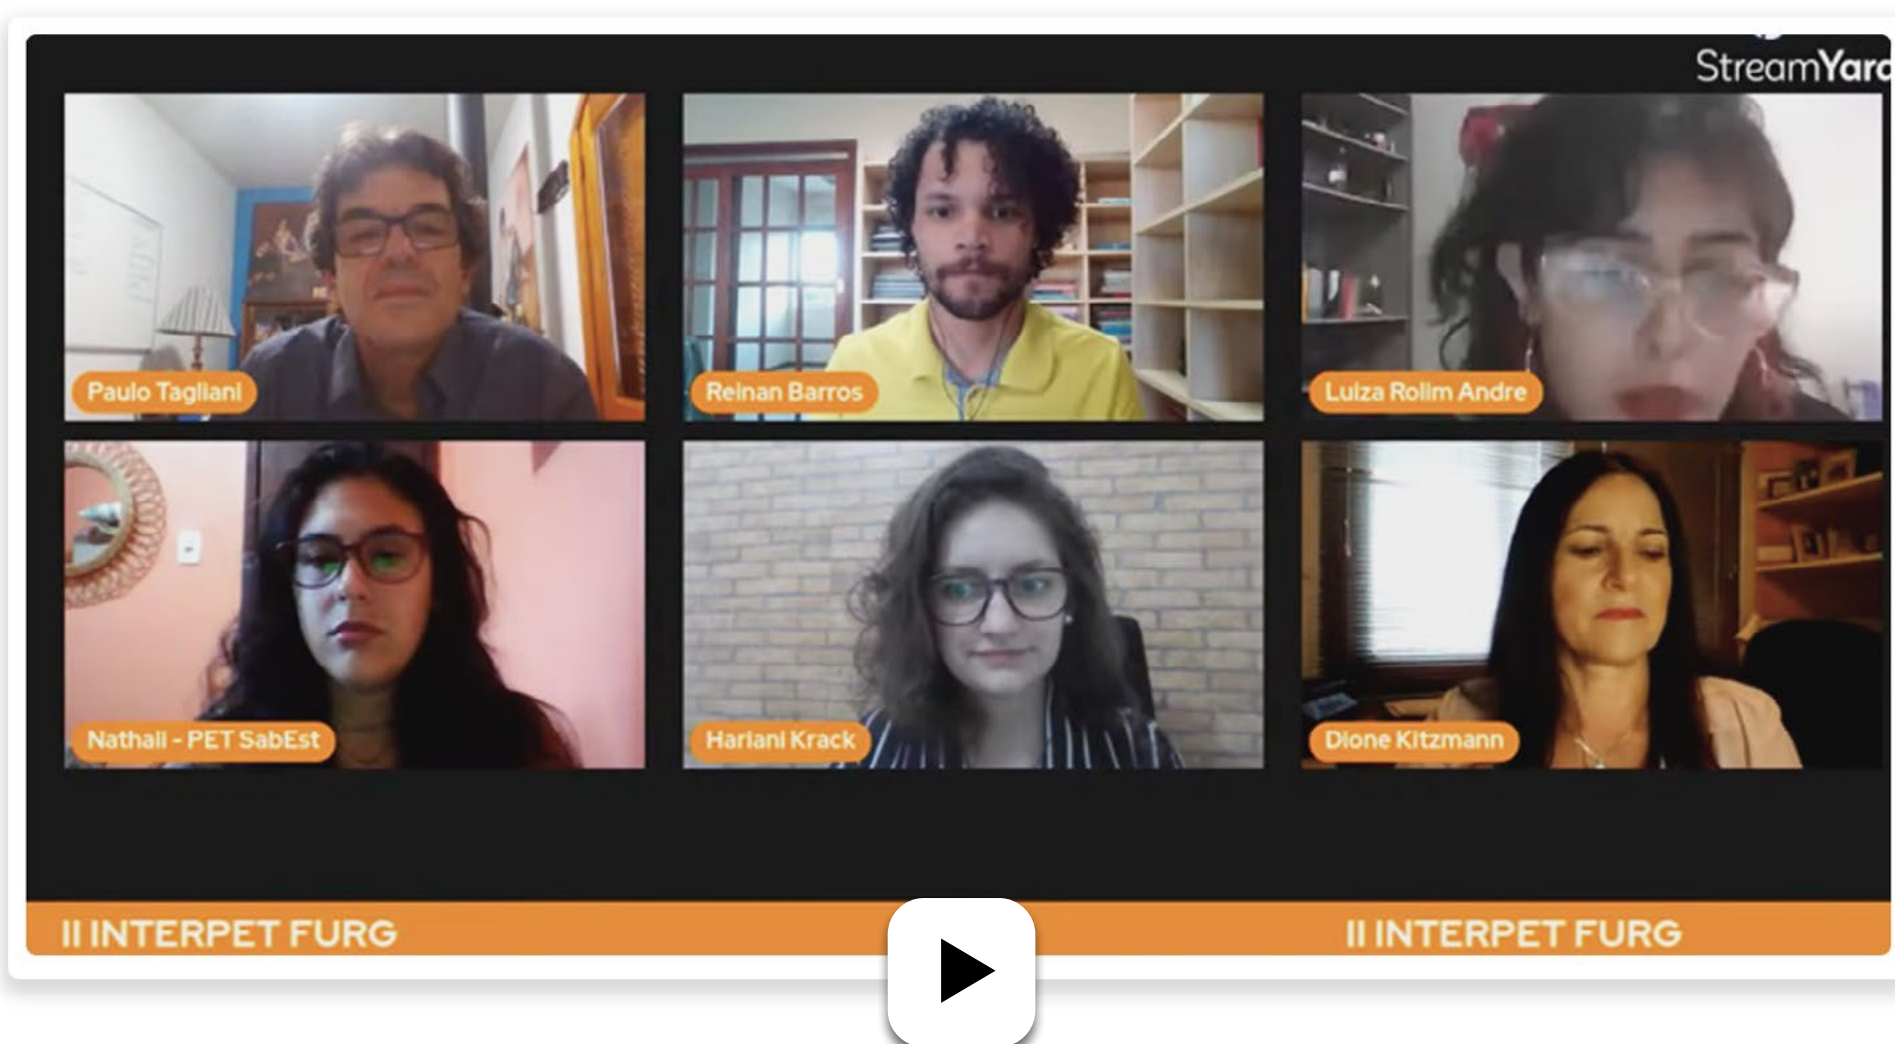 StreamYard
Paulo Tagliani
Reinan Barros
Luiza Rolim Andre
Nathali - PET SabEst
Hariani Krack
Dione Kitzmann
II INTERPET FURG
II INTERPET FURG